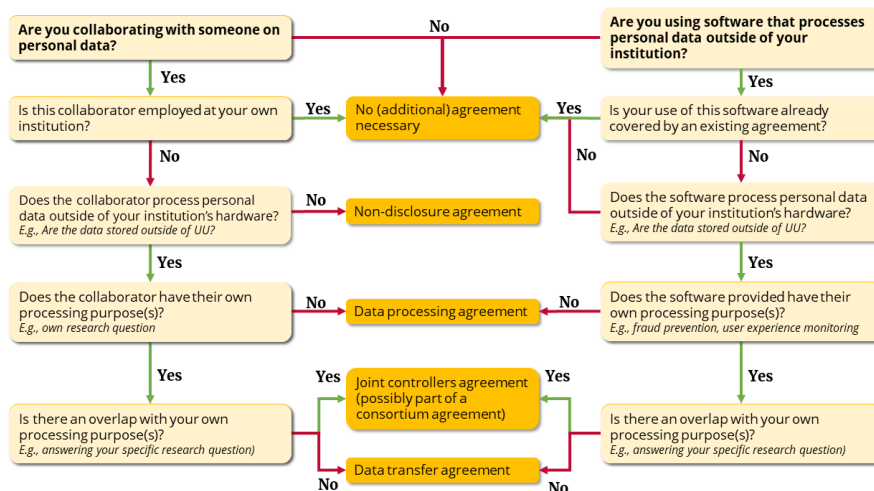 Are you collaborating with someone on
personal data?
No
Are you using software that processes
personal data outside of your
institution?
Yes
Yes
Is this collaborator employed at your own
institution?
Yes
No (additional) agreement
necessary
Yes
Is your use of this software already
covered by an existing agreement?
No
No
No
Does the collaborator process personal
data outside of your institution's hardware?
E.g., Are the data stored outside of UU?
No
Non-disclosure agreement
Does the software process personal data
outside of your institution's hardware?
E.g., Are the data stored outside of UU?
Yes
Yes
Does the collaborator have their own
processing purpose(s)?
E.g., own research question
No
Data processing agreement
No
Does the software provided have their
own processing purpose(s)?
E.g., fraud prevention, user experience monitoring
Yes
Yes
Yes
Joint controllers agreement
(possibly part of a
consortium agreement)
Yes
Is there an overlap with your own
processing purpose(s)?
E.g., answering your specific research question)
Is there an overlap with your own
processing purpose(s)?
E.g., answering your specific research question)
Data transfer agreement
No
No